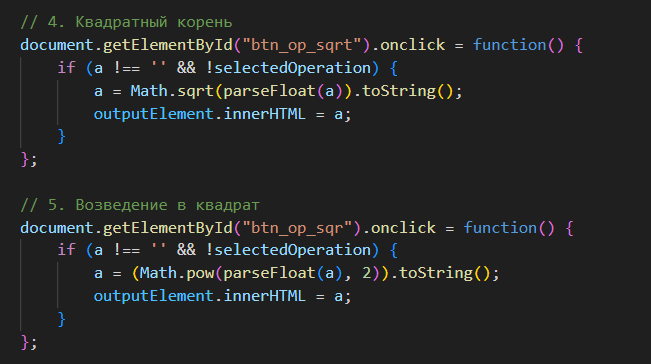 // 4. Квадратный корень
document.getElementById("btn_op_sqrt").onclick = function() {
    if (a !== '' && !selectedOperation) {
        a = Math.sqrt(parseFloat(a)).toString();
        outputElement.innerHTML = a;
    }
};

// 5. Возведение в квадрат
document.getElementById("btn_op_sqr").onclick = function() {
    if (a !== '' && !selectedOperation) {
        a = (Math.pow(parseFloat(a), 2)).toString();
        outputElement.innerHTML = a;
    }
};